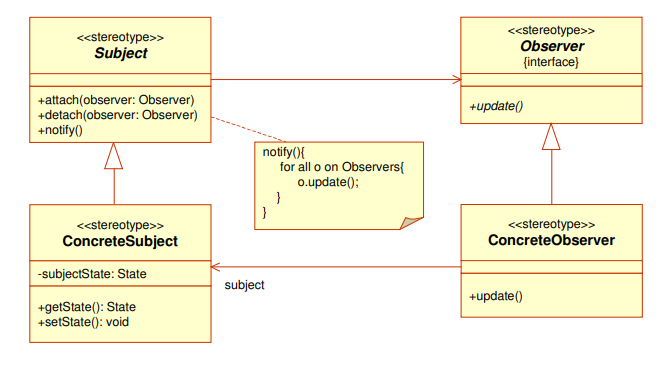 <<stereotype>>
Subject
+attach(observer: Observer)
+detach(observer: Observer)
+notify()
<<stereotype>>
Observer
{interface}
+update()
notify(){
for all o on Observers{
o.update();
}
}
<<stereotype>>
ConcreteSubject
-subjectState: State
+getState(): State
+setState(): void
subject
<<stereotype>>
ConcreteObserver
+update()